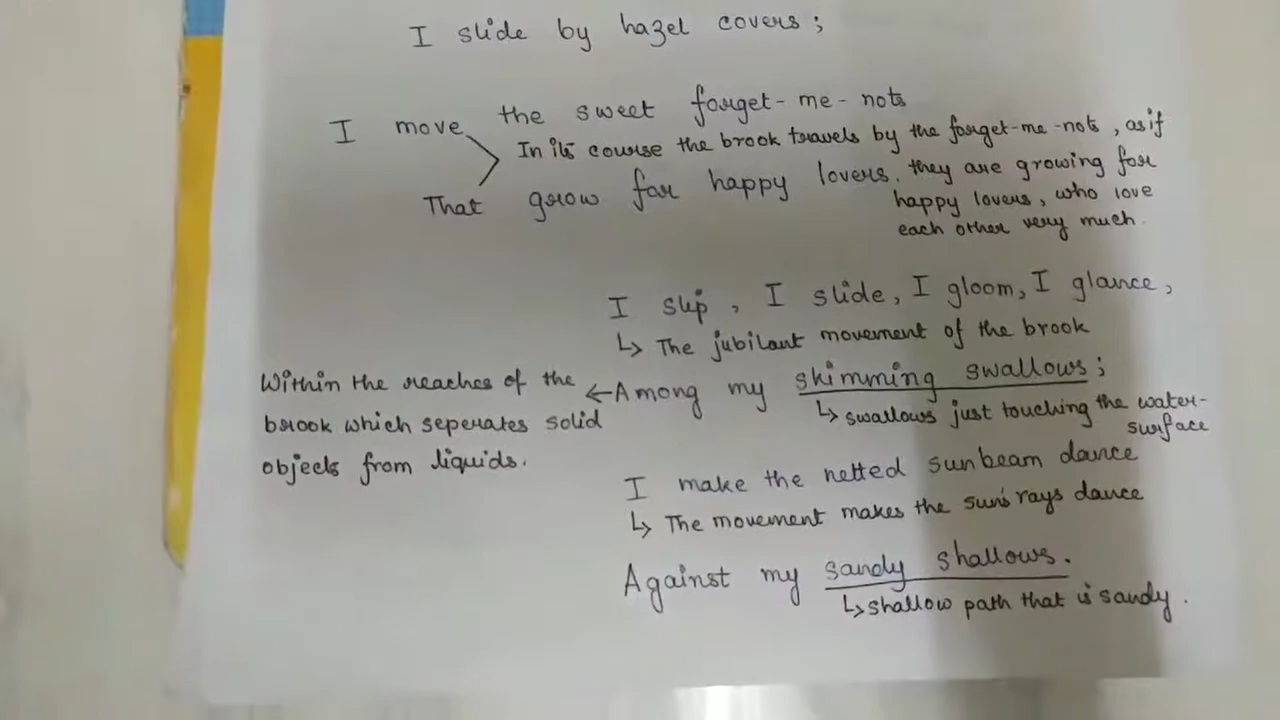 I slide by hazel covers;
I move the sweet forget-me-nots
In its course the brook travels by the forget-me-nots, as if
they are growing for
happy lovers, who love
each other very much.
That grow for happy lovers.
I slip, I slide, I gloom, I glance,
↳ The jubilant movement of the brook
Among my skimming swallows;
↳ swallows just touching the water-
surface
Within the reaches of the
brook which seperates solid
objects from liquids.
I make the netted sunbeam dance
↳ The movement makes the sun's rays dance
Against my sandy shallows.
↳ shallow path that is sandy.